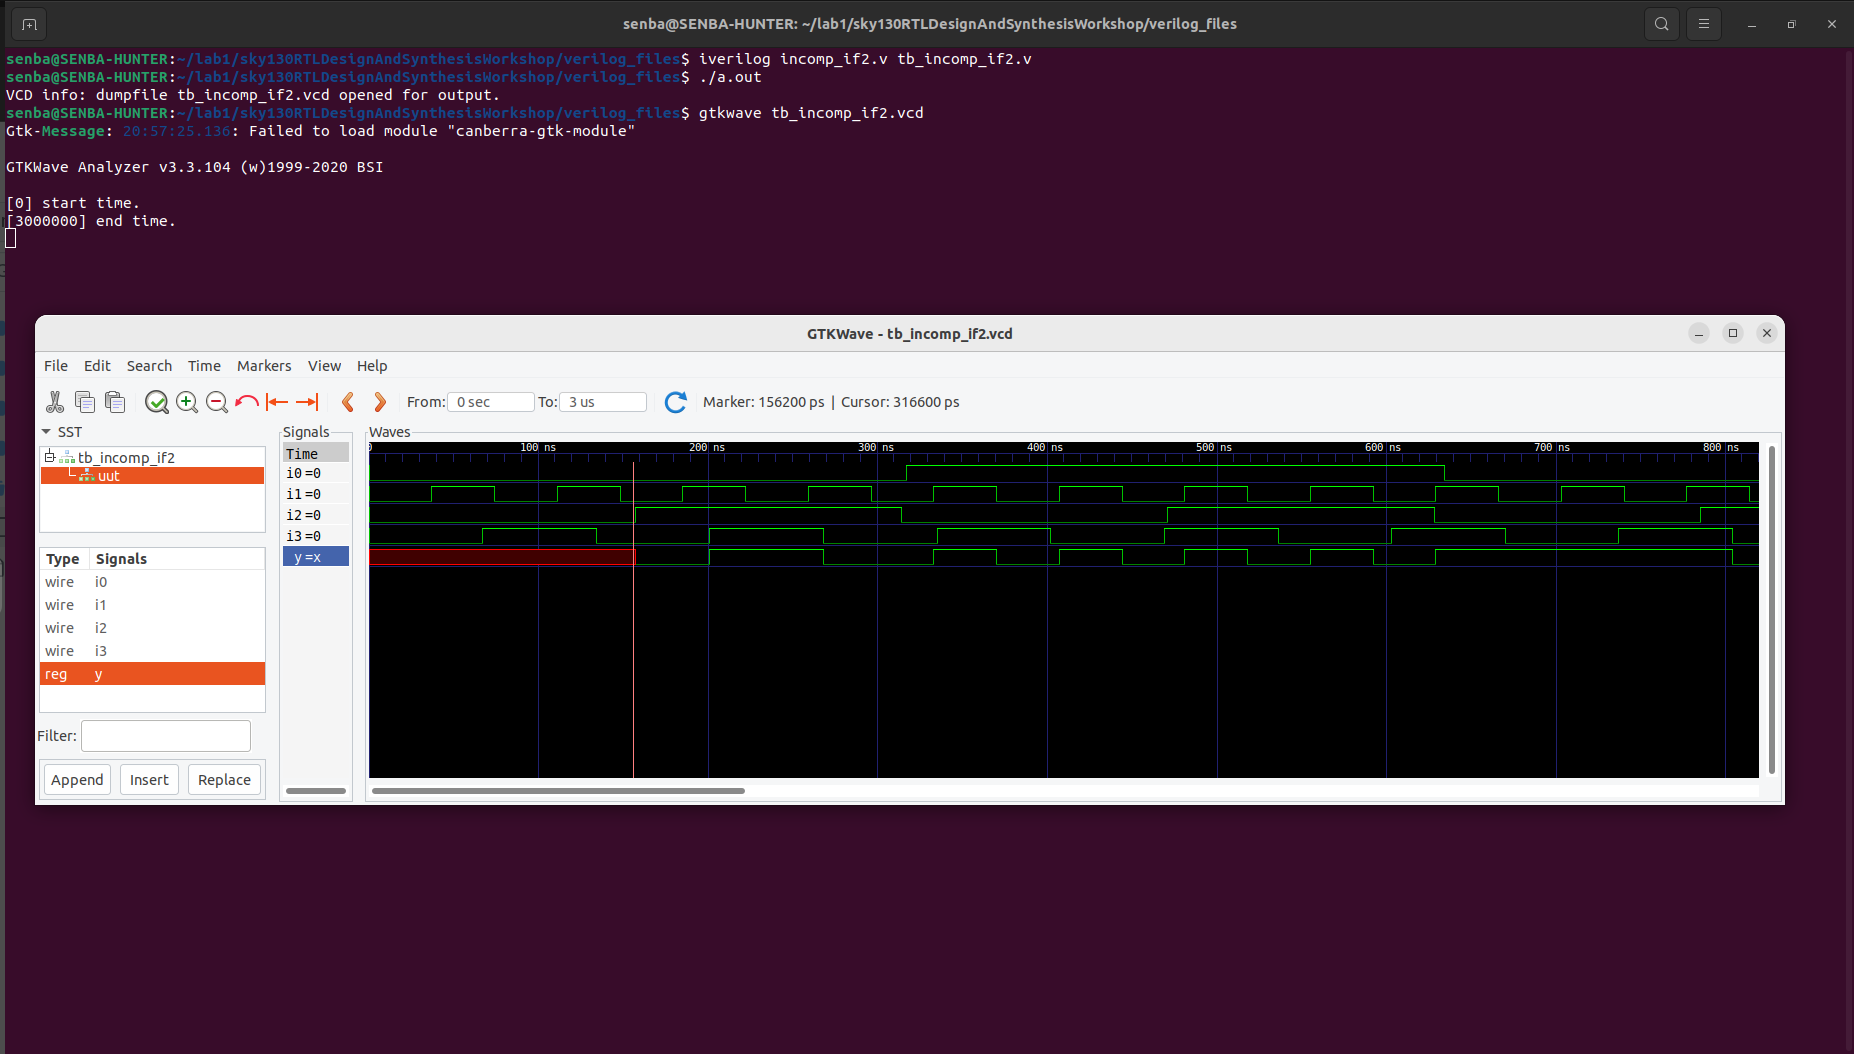 senba@SENBA-HUNTER: ~/lab1/sky130RTLDesignAndSynthesisWorkshop/verilog_files
senba@SENBA-HUNTER:~/lab1/sky130RTLDesignAndSynthesisWorkshop/verilog_files$ iverilog incomp_if2.v tb_incomp_if2.v
senba@SENBA-HUNTER:~/lab1/sky130RTLDesignAndSynthesisWorkshop/verilog_files$ ./a.out
VCD info: dumpfile tb_incomp_if2.vcd opened for output.
senba@SENBA-HUNTER:~/lab1/sky130RTLDesignAndSynthesisWorkshop/verilog_files$ gtkwave tb_incomp_if2.vcd
Gtk-Message: 20:57:25.136: Failed to load module "canberra-gtk-module"
GTKWave Analyzer v3.3.104 (w)1999-2020 BSI
[0] start time.
[3000000] end time.
GTKWave - tb_incomp_if2.vcd
File Edit Search Time Markers View Help
From: 0 sec To: 3 us Marker: 156200 ps | Cursor: 316600 ps
SST
tb_incomp_if2
uut
Type Signals
wire i0
wire i1
wire i2
wire i3
reg y
Filter:
Append Insert Replace
Signals
Time
i0=0
i1=0
i2=0
i3=0
y=x
Waves
0 100 ns 200 ns 300 ns 400 ns 500 ns 600 ns 700 ns 800 ns